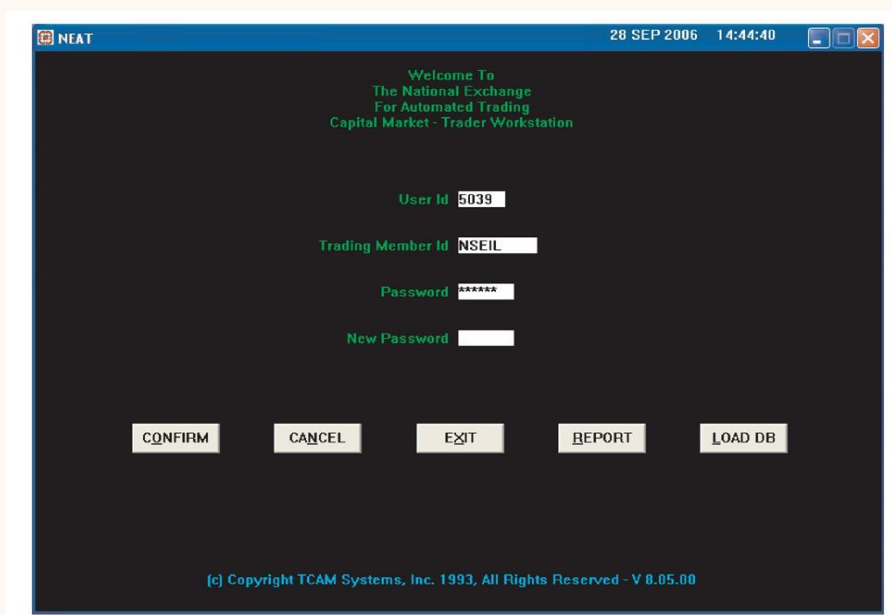 NEAT 28 SEP 2006 14:44:40
Welcome To
The National Exchange
For Automated Trading
Capital Market - Trader Workstation
User Id 5039
Trading Member Id NSEIL
Password ******
New Password
CONFIRM CANCEL EXIT REPORT LOAD DB
(c) Copyright TCAM Systems, Inc. 1993, All Rights Reserved - V 8.05.00